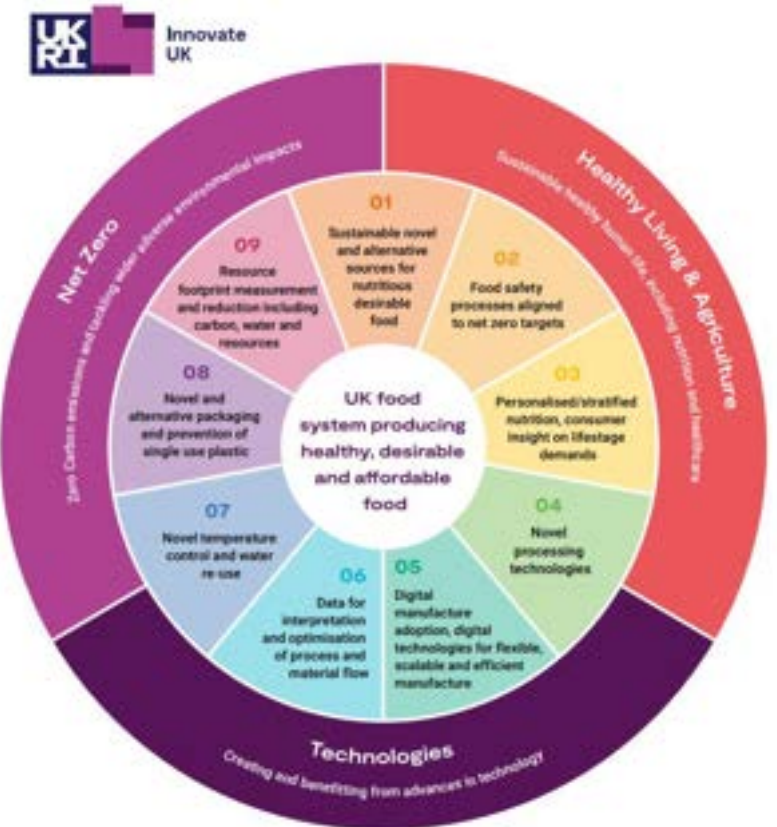 UK
RI
Innovate
UK
Net Zero
Zero Carbon emissions and tackling wider adverse environmental impacts
Healthy Living & Agriculture
Sustainable healthy human life, including nutrition and healthcare
01
Sustainable novel
and alternative
sources for
nutritious
desirable
food
02
Food safety
processes aligned
to net zero targets
03
Personalised/stratified
nutrition, consumer
insight on lifestage
demands
04
Novel
processing
technologies
05
Digital
manufacture
adoption, digital
technologies for flexible,
scalable and efficient
manufacture
06
Data for
interpretation
and optimisation
of process and
material flow
07
Novel temperature
control and water
re-use
08
Novel and
alternative packaging
and prevention of
single use plastic
09
Resource
footprint measurement
and reduction including
carbon, water and
resources
UK food
system producing
healthy, desirable
and affordable
food
Technologies
Creating and benefitting from advances in technology